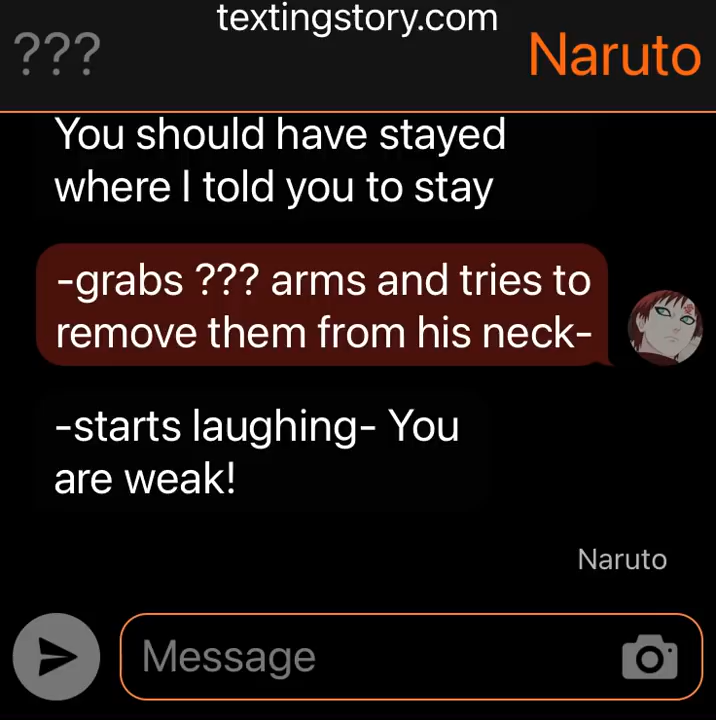 textingstory.com
???
Naruto
You should have stayed
where I told you to stay
-grabs ??? arms and tries to
remove them from his neck-
-starts laughing- You
are weak!
Naruto
Message